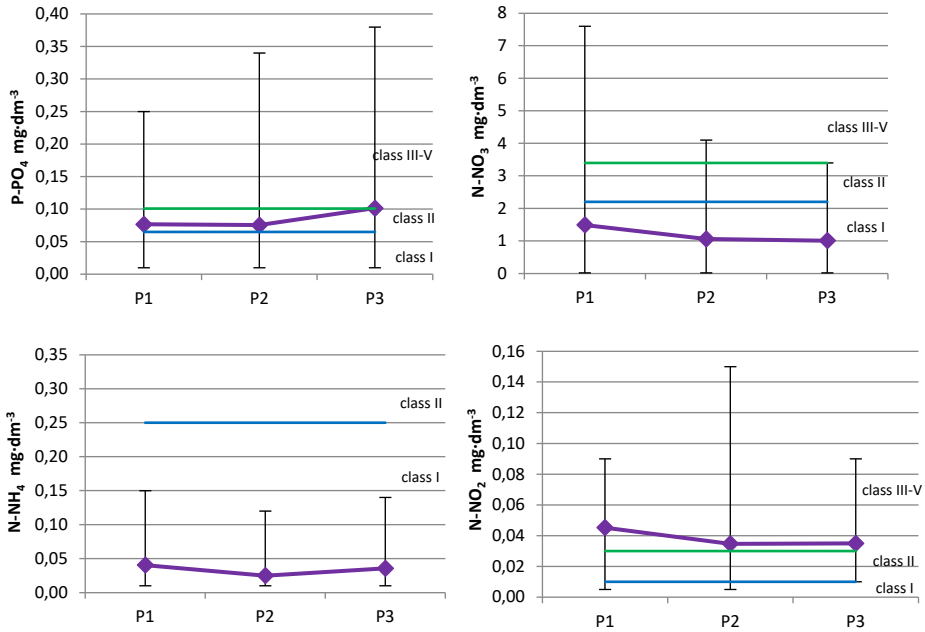 P-PO₄ mg·dm⁻³
0,40
0,35
0,30
0,25
0,20
0,15
0,10
0,05
0,00
class III-V
class II
class I
P1 P2 P3
N-NO₃ mg·dm⁻³
8
7
6
5
4
3
2
1
0
class III-V
class II
class I
P1 P2 P3
N-NH₄ mg·dm⁻³
0,35
0,30
0,25
0,20
0,15
0,10
0,05
0,00
class II
class I
P1 P2 P3
N-NO₂ mg·dm⁻³
0,16
0,14
0,12
0,10
0,08
0,06
0,04
0,02
0,00
class III-V
class II
class I
P1 P2 P3